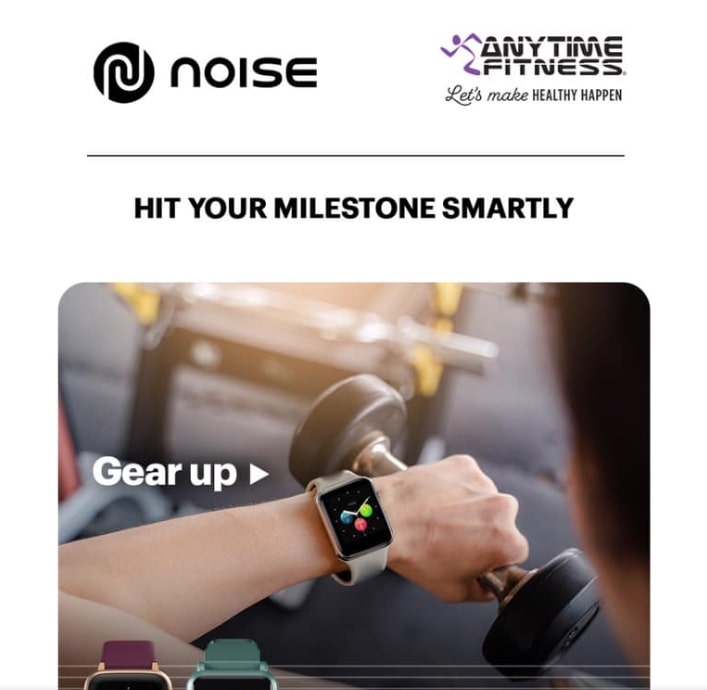 noise
ANYTIME
FITNESS®
Let's make HEALTHY HAPPEN
HIT YOUR MILESTONE SMARTLY
Gear up